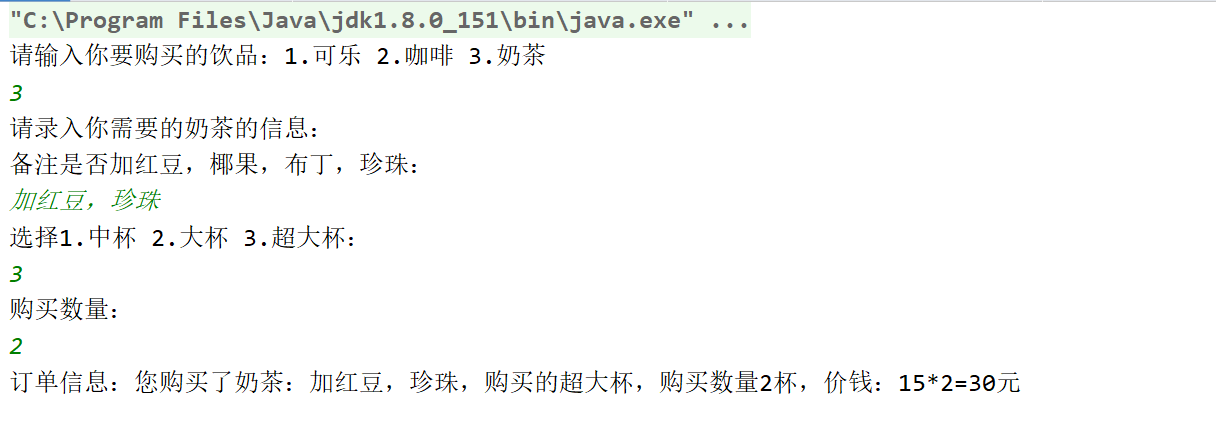 "C:\Program Files\Java\jdk1.8.0_151\bin\java.exe" ...
请输入你要购买的饮品：1.可乐 2.咖啡 3.奶茶
3
请录入你需要的奶茶的信息：
备注是否加红豆，椰果，布丁，珍珠：
加红豆，珍珠
选择1.中杯 2.大杯 3.超大杯：
3
购买数量：
2
订单信息：您购买了奶茶：加红豆，珍珠，购买的超大杯，购买数量2杯，价钱：15*2=30元